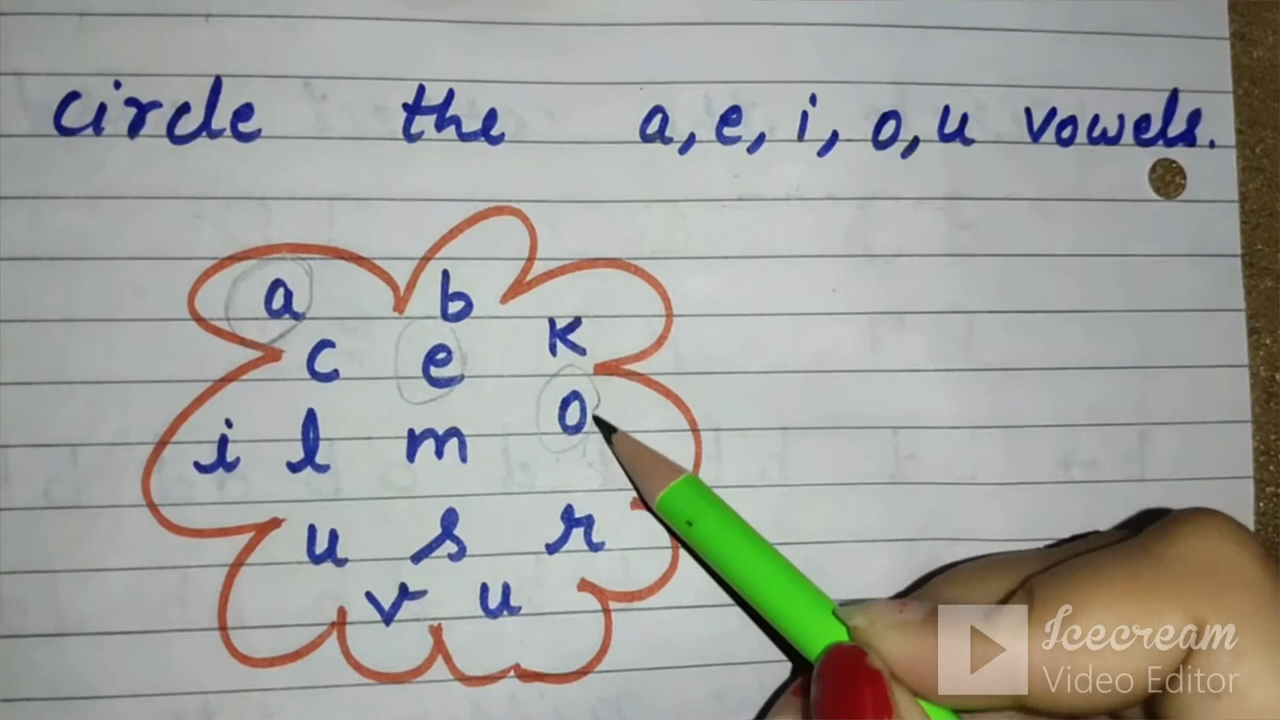 circle the a, e, i, o, u vowels.
a b
c e k
i l m o
u s r
v u
Icecream
Video Editor